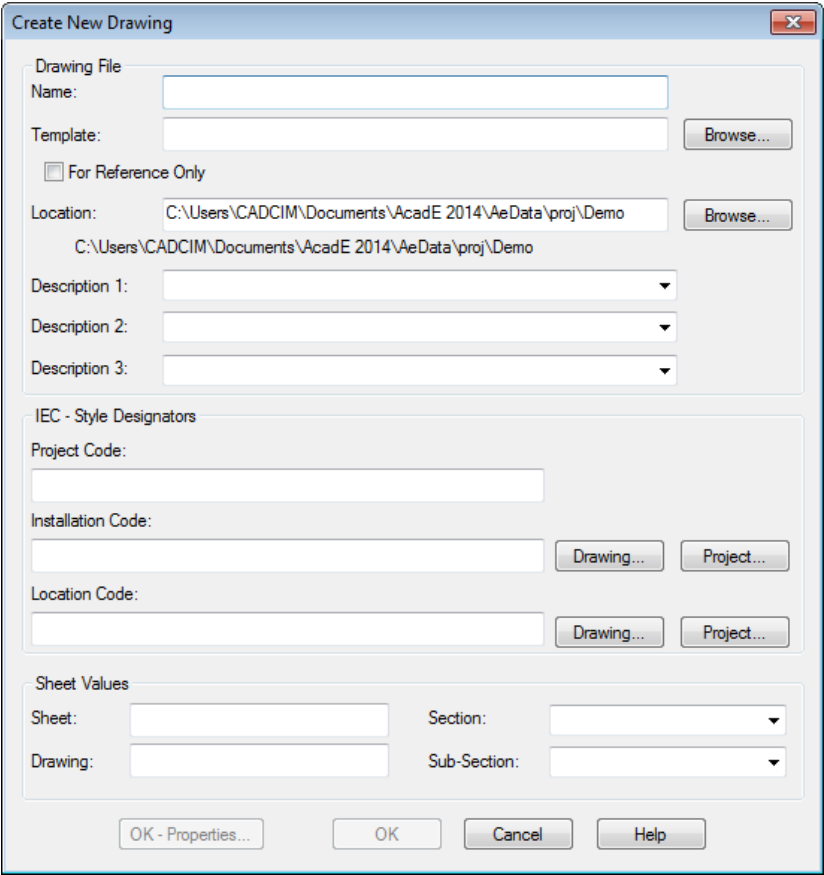 Create New Drawing
Drawing File
Name:
Template:
Browse...
For Reference Only
Location:
C:\Users\CADCIM\Documents\AcadE 2014\AeData\proj\Demo
Browse...
C:\Users\CADCIM\Documents\AcadE 2014\AeData\proj\Demo
Description 1:
Description 2:
Description 3:
IEC - Style Designators
Project Code:
Installation Code:
Drawing...
Project...
Location Code:
Drawing...
Project...
Sheet Values
Sheet:
Section:
Drawing:
Sub-Section:
OK - Properties...
OK
Cancel
Help